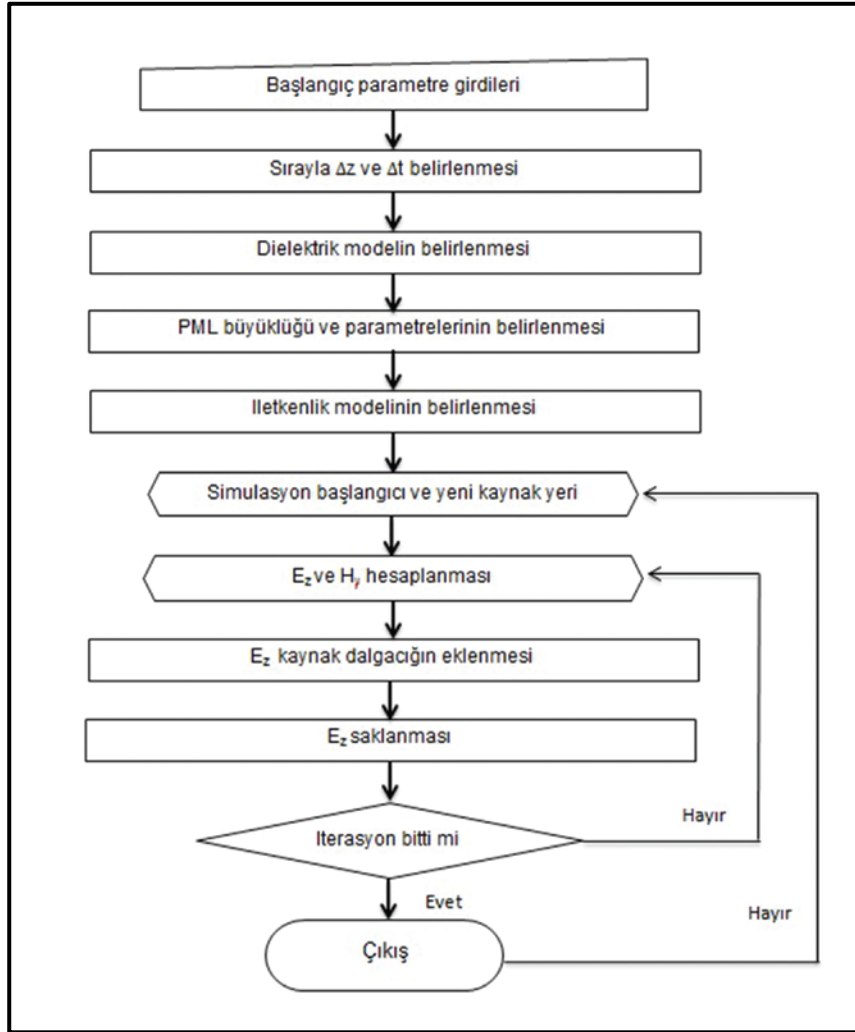 Başlangıç parametre girdileri
Sırayla Δz ve Δt belirlenmesi
Dielektrik modelin belirlenmesi
PML büyüklüğü ve parametrelerinin belirlenmesi
Iletkenlik modelinin belirlenmesi
Simulasyon başlangıcı ve yeni kaynak yeri
Ez ve Hy hesaplanması
Ez kaynak dalgacığın eklenmesi
Ez saklanması
Iterasyon bitti mi
Hayır
Evet
Hayır
Çıkış